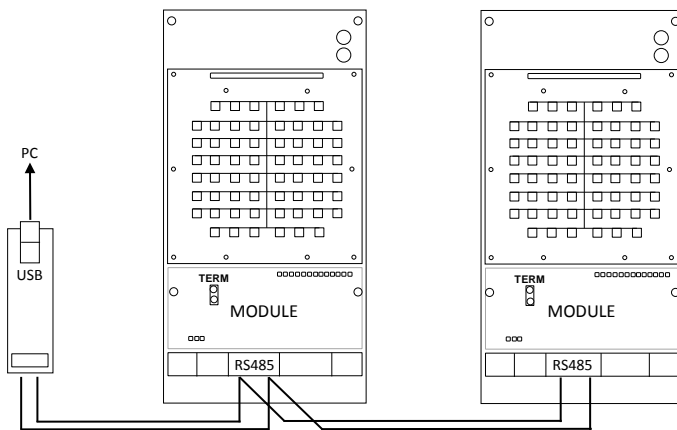 PC
USB
TERM
MODULE
RS485
TERM
MODULE
RS485